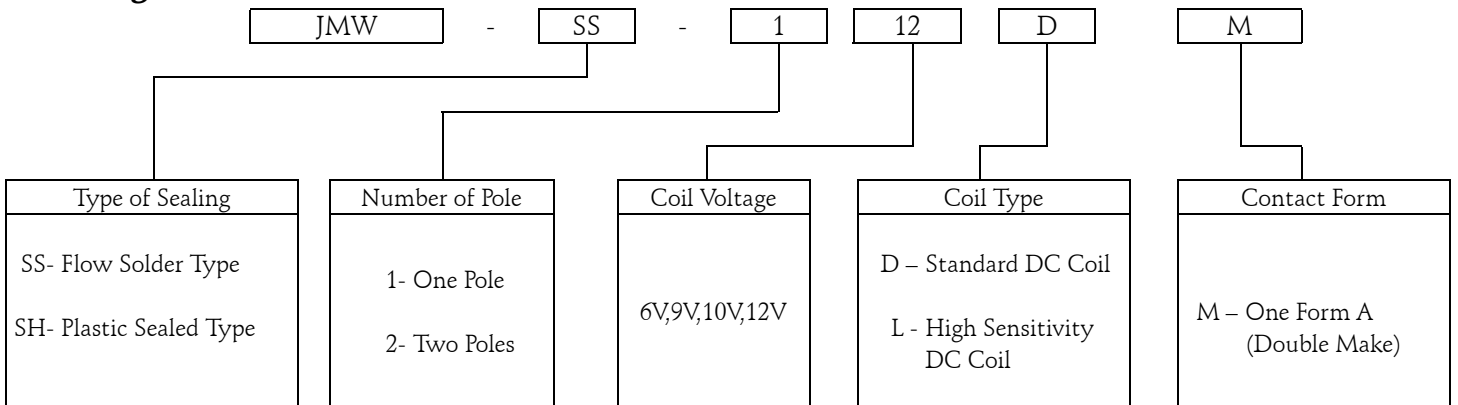 JMW - SS - 1 12 D M
Type of Sealing
SS- Flow Solder Type
SH- Plastic Sealed Type
Number of Pole
1- One Pole
2- Two Poles
Coil Voltage
6V,9V,10V,12V
Coil Type
D – Standard DC Coil
L - High Sensitivity
DC Coil
Contact Form
M – One Form A
(Double Make)